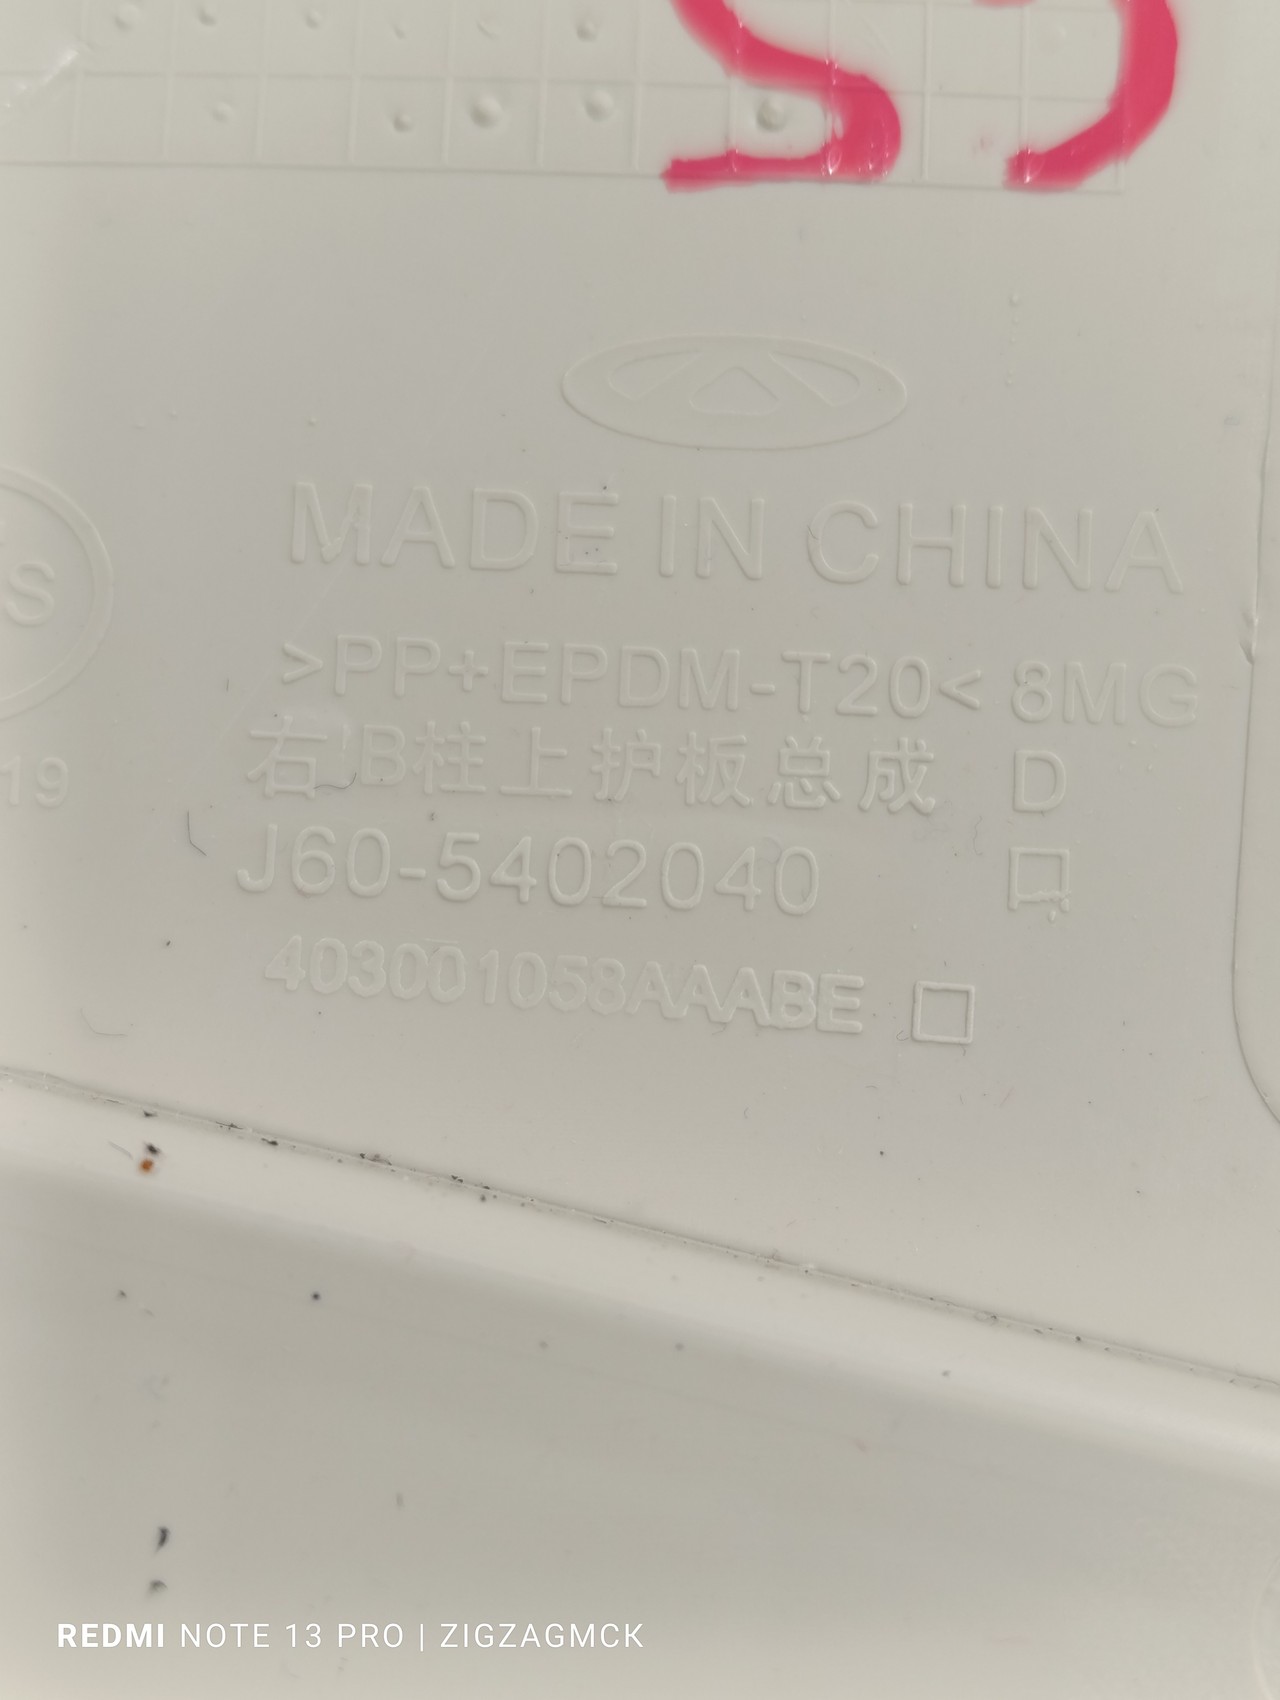 MADE IN CHINA
>PP+EPDM-T20< 8MG
S
右B柱上护板总成 D
19
J60-5402040
403001058AAABE
REDMI NOTE 13 PRO | ZIGZAGMCK